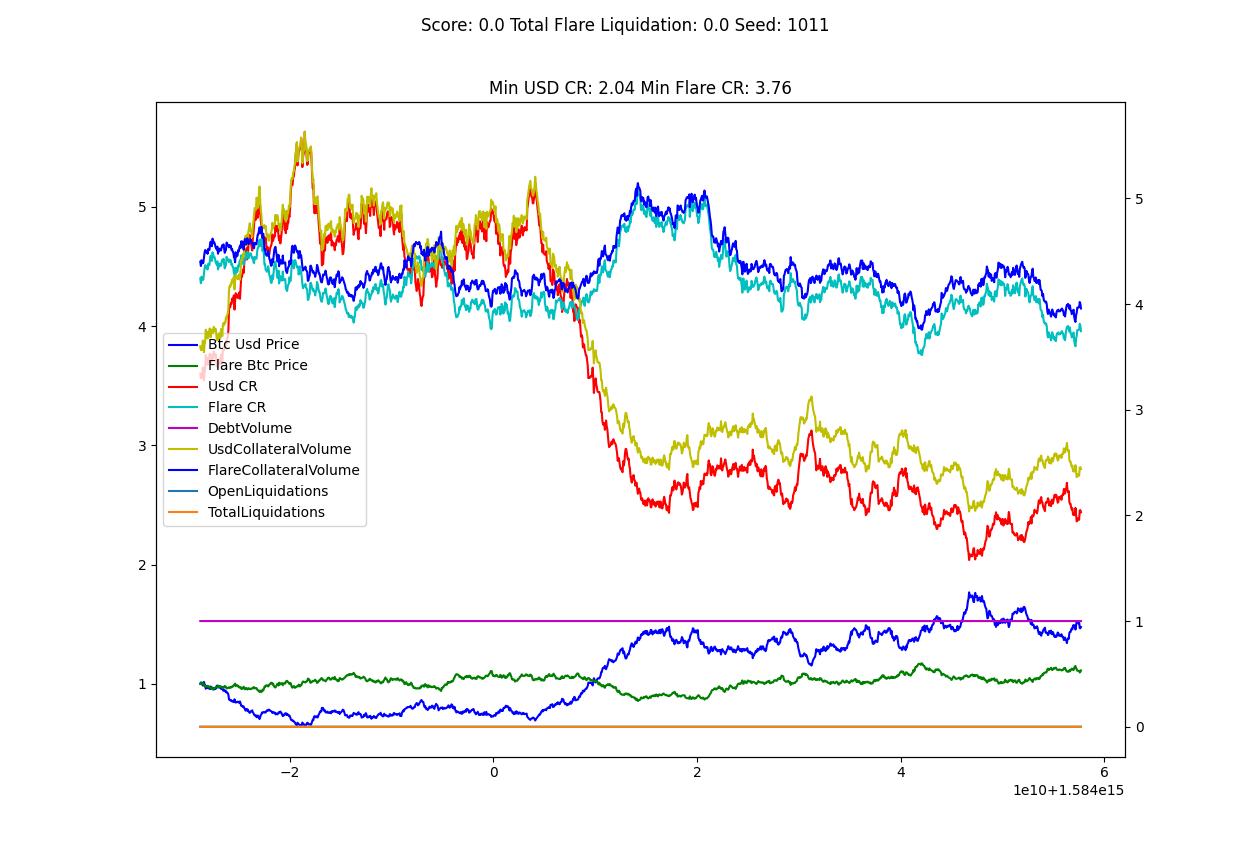 Score: 0.0 Total Flare Liquidation: 0.0 Seed: 1011
Min USD CR: 2.04 Min Flare CR: 3.76
5
4
3
2
1
5
4
3
2
1
0
Btc Usd Price
Flare Btc Price
Usd CR
Flare CR
DebtVolume
UsdCollateralVolume
FlareCollateralVolume
OpenLiquidations
TotalLiquidations
−2 0 2 4 6
1e10+1.584e15